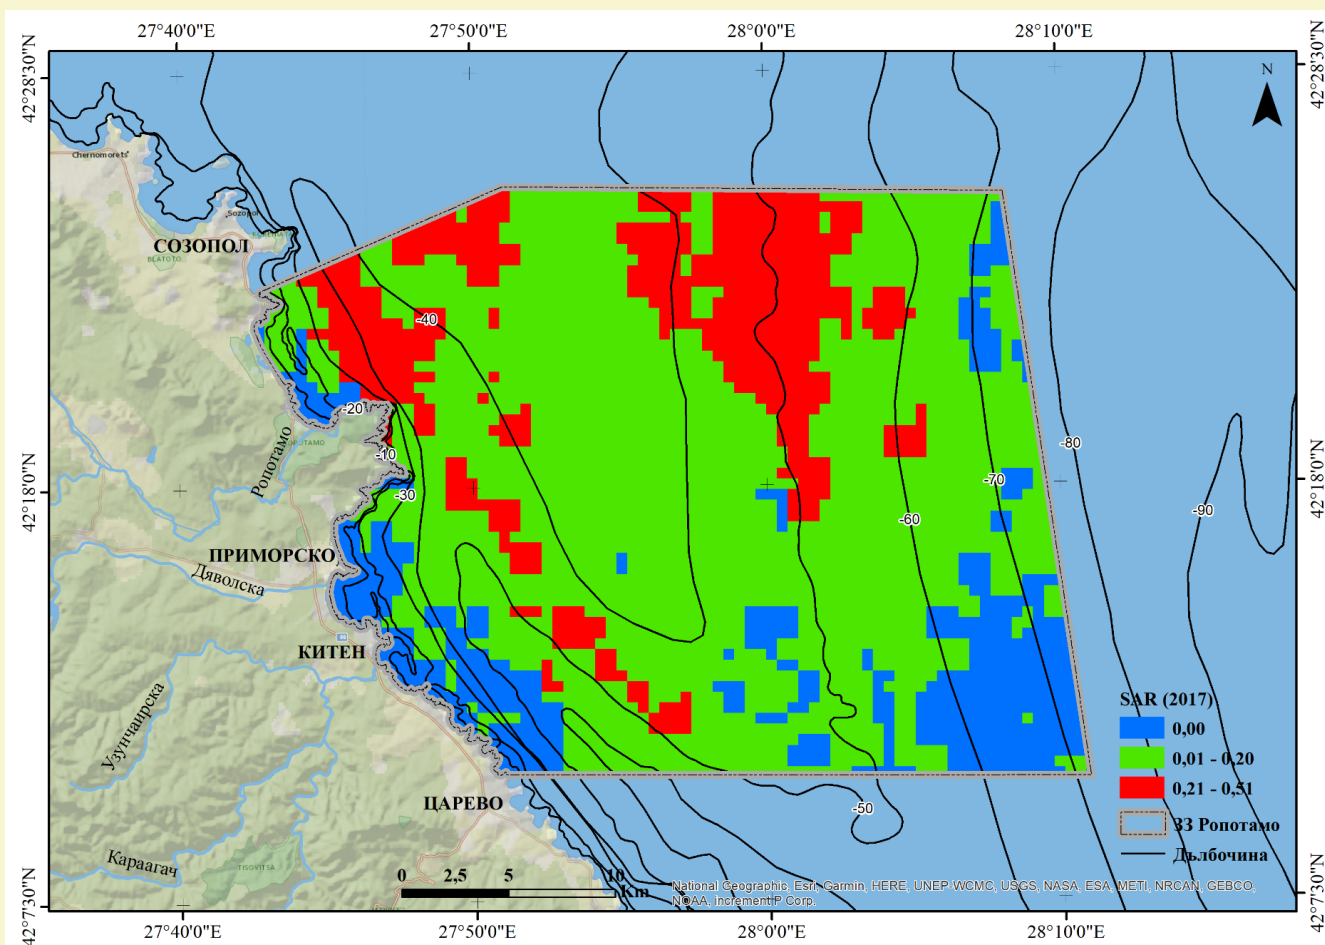 27°40'0"E 27°50'0"E 28°0'0"E 28°10'0"E
42°28'30"N
42°28'30"N
N
Chernomorets
Sozopol
СОЗОПОЛ
BLATOTO
-40
-20
-10
-30
Ропотамо
-80
-70
-60
-90
42°18'0"N
42°18'0"N
ПРИМОРСКО
Дяволска
КИТЕН
Узунчаирска
SAR (2017)
0,00
0,01 - 0,20
0,21 - 0,51
ЗЗ Ропотамо
Дълбочина
ЦАРЕВО
-50
Караагач
TISOVITSA
0 2,5 5 10
Km
National Geographic, Esri, Garmin, HERE, UNEP-WCMC, USGS, NASA, ESA, METI, NRCAN, GEBCO,
NOAA, increment P Corp.
42°7'30"N
42°7'30"N
27°40'0"E 27°50'0"E 28°0'0"E 28°10'0"E